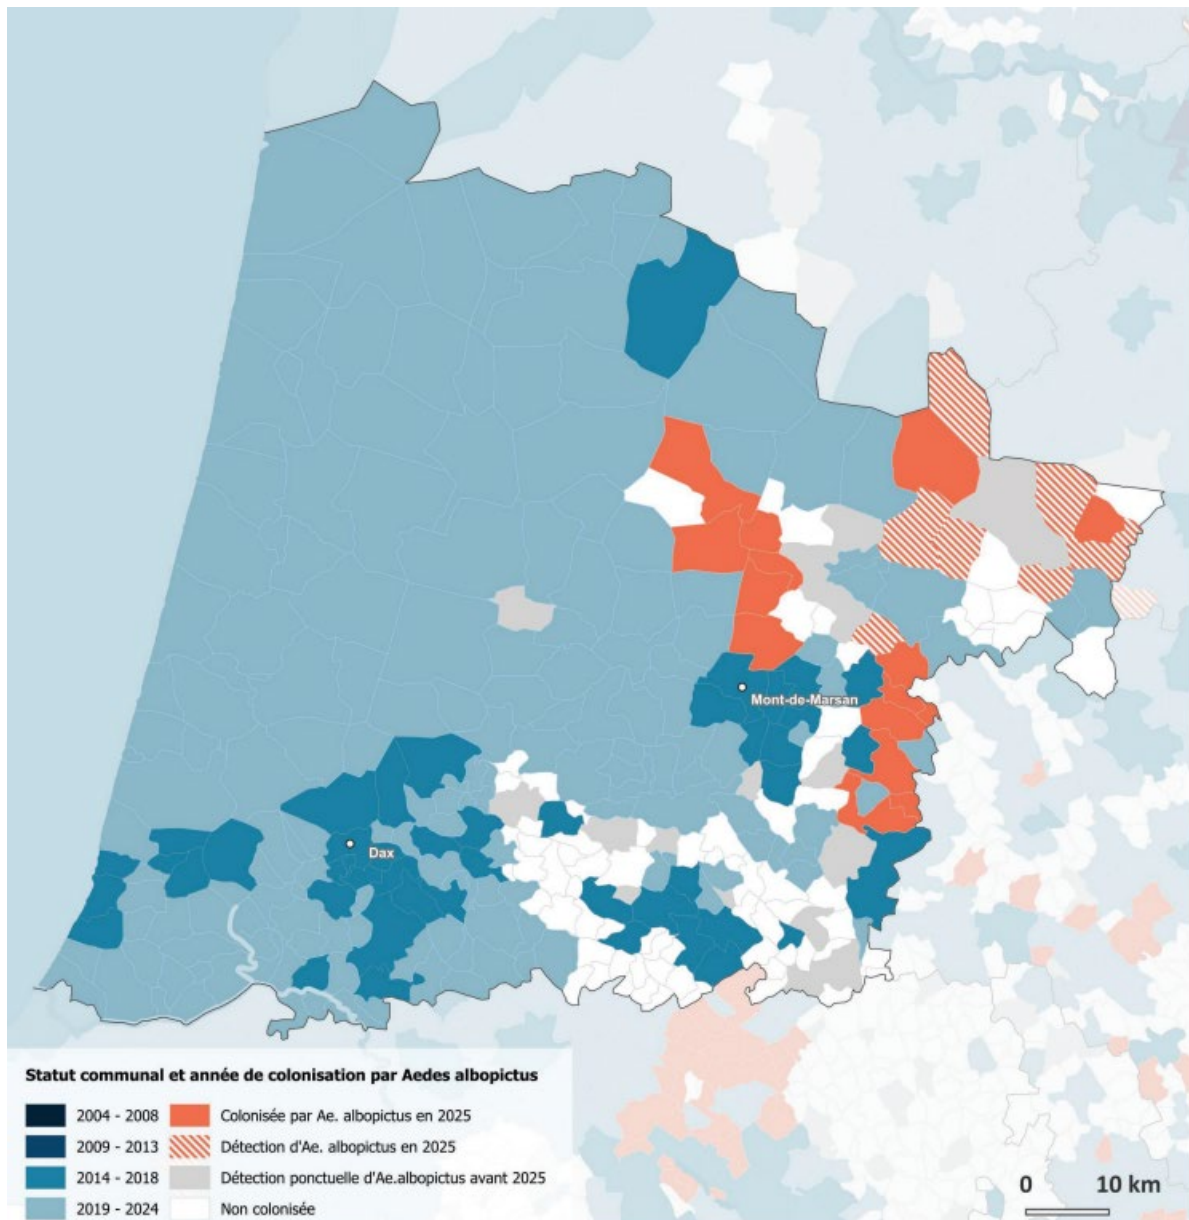 Mont-de-Marsan
Dax
Statut communal et année de colonisation par Aedes albopictus
2004 - 2008
Colonisée par Ae. albopictus en 2025
2009 - 2013
Détection d'Ae. albopictus en 2025
2014 - 2018
Détection ponctuelle d'Ae.albopictus avant 2025
2019 - 2024
Non colonisée
0 10 km